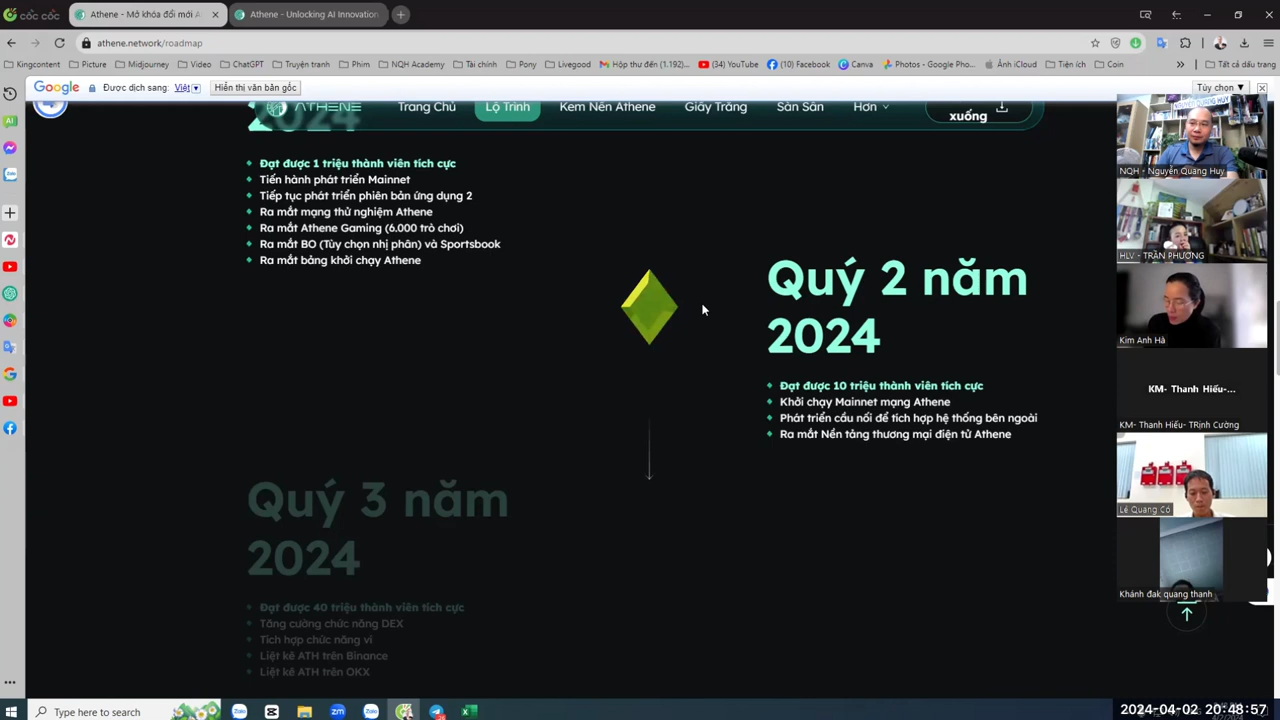 cốc cốc
Athene - Mở khóa đổi mới A
Athene - Unlocking AI Innovation
athene.network/roadmap
Kingcontent
Picture
Midjourney
Video
ChatGPT
Truyện tranh
Phim
NQH Academy
Tài chính
Pony
Livegood
Hộp thư đến (1.192)...
(34) YouTube
(10) Facebook
Canva
Photos - Google Pho...
Ảnh iCloud
Tiện ích
Coin
Tất cả dấu trang
Google
Được dịch sang: Việt
Hiển thị văn bản gốc
Tùy chọn ▼
ATHENE
Trang Chủ
Lộ Trình
Kem Nền Athene
Giấy Trắng
Săn Săn
Hơn
xuống
2024
Đạt được 1 triệu thành viên tích cực
Tiến hành phát triển Mainnet
Tiếp tục phát triển phiên bản ứng dụng 2
Ra mắt mạng thử nghiệm Athene
Ra mắt Athene Gaming (6.000 trò chơi)
Ra mắt BO (Tùy chọn nhị phân) và Sportsbook
Ra mắt bảng khởi chạy Athene
Quý 2 năm
2024
Đạt được 10 triệu thành viên tích cực
Khởi chạy Mainnet mạng Athene
Phát triển cầu nối để tích hợp hệ thống bên ngoài
Ra mắt Nền tảng thương mại điện tử Athene
Quý 3 năm
2024
Đạt được 40 triệu thành viên tích cực
Tăng cường chức năng DEX
Tích hợp chức năng ví
Liệt kê ATH trên Binance
Liệt kê ATH trên OKX
NGUYỄN QUANG HUY
NQH - Nguyễn Quang Huy
HLV - TRẦN PHƯƠNG
Kim Anh Hà
KM- Thanh Hiếu-...
KM- Thanh Hiếu- TRịnh Cường
Lê Quang Cό
Khánh đak quang thanh
Type here to search
2024-04-02 20:48:57